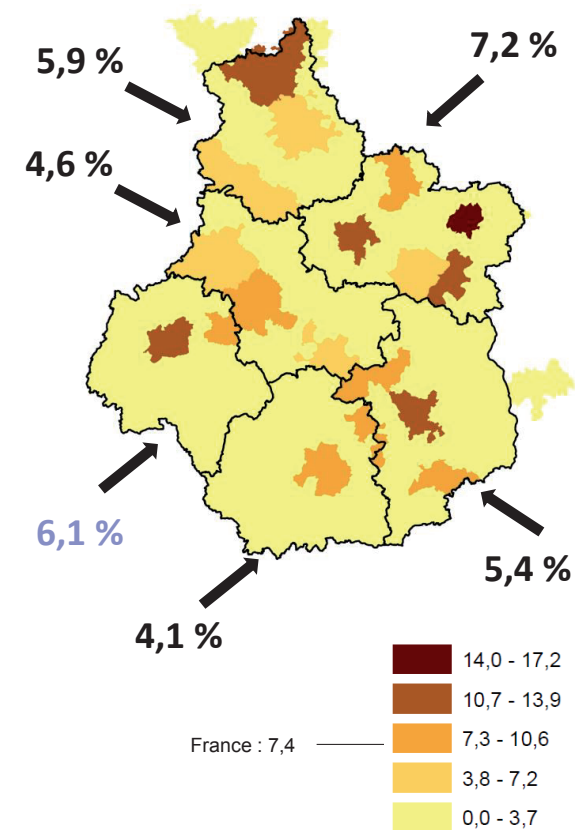 7,2 %
5,9 %
4,6 %
6,1 %
5,4 %
4,1 %
14,0 - 17,2
10,7 - 13,9
France : 7,4
7,3 - 10,6
3,8 - 7,2
0,0 - 3,7